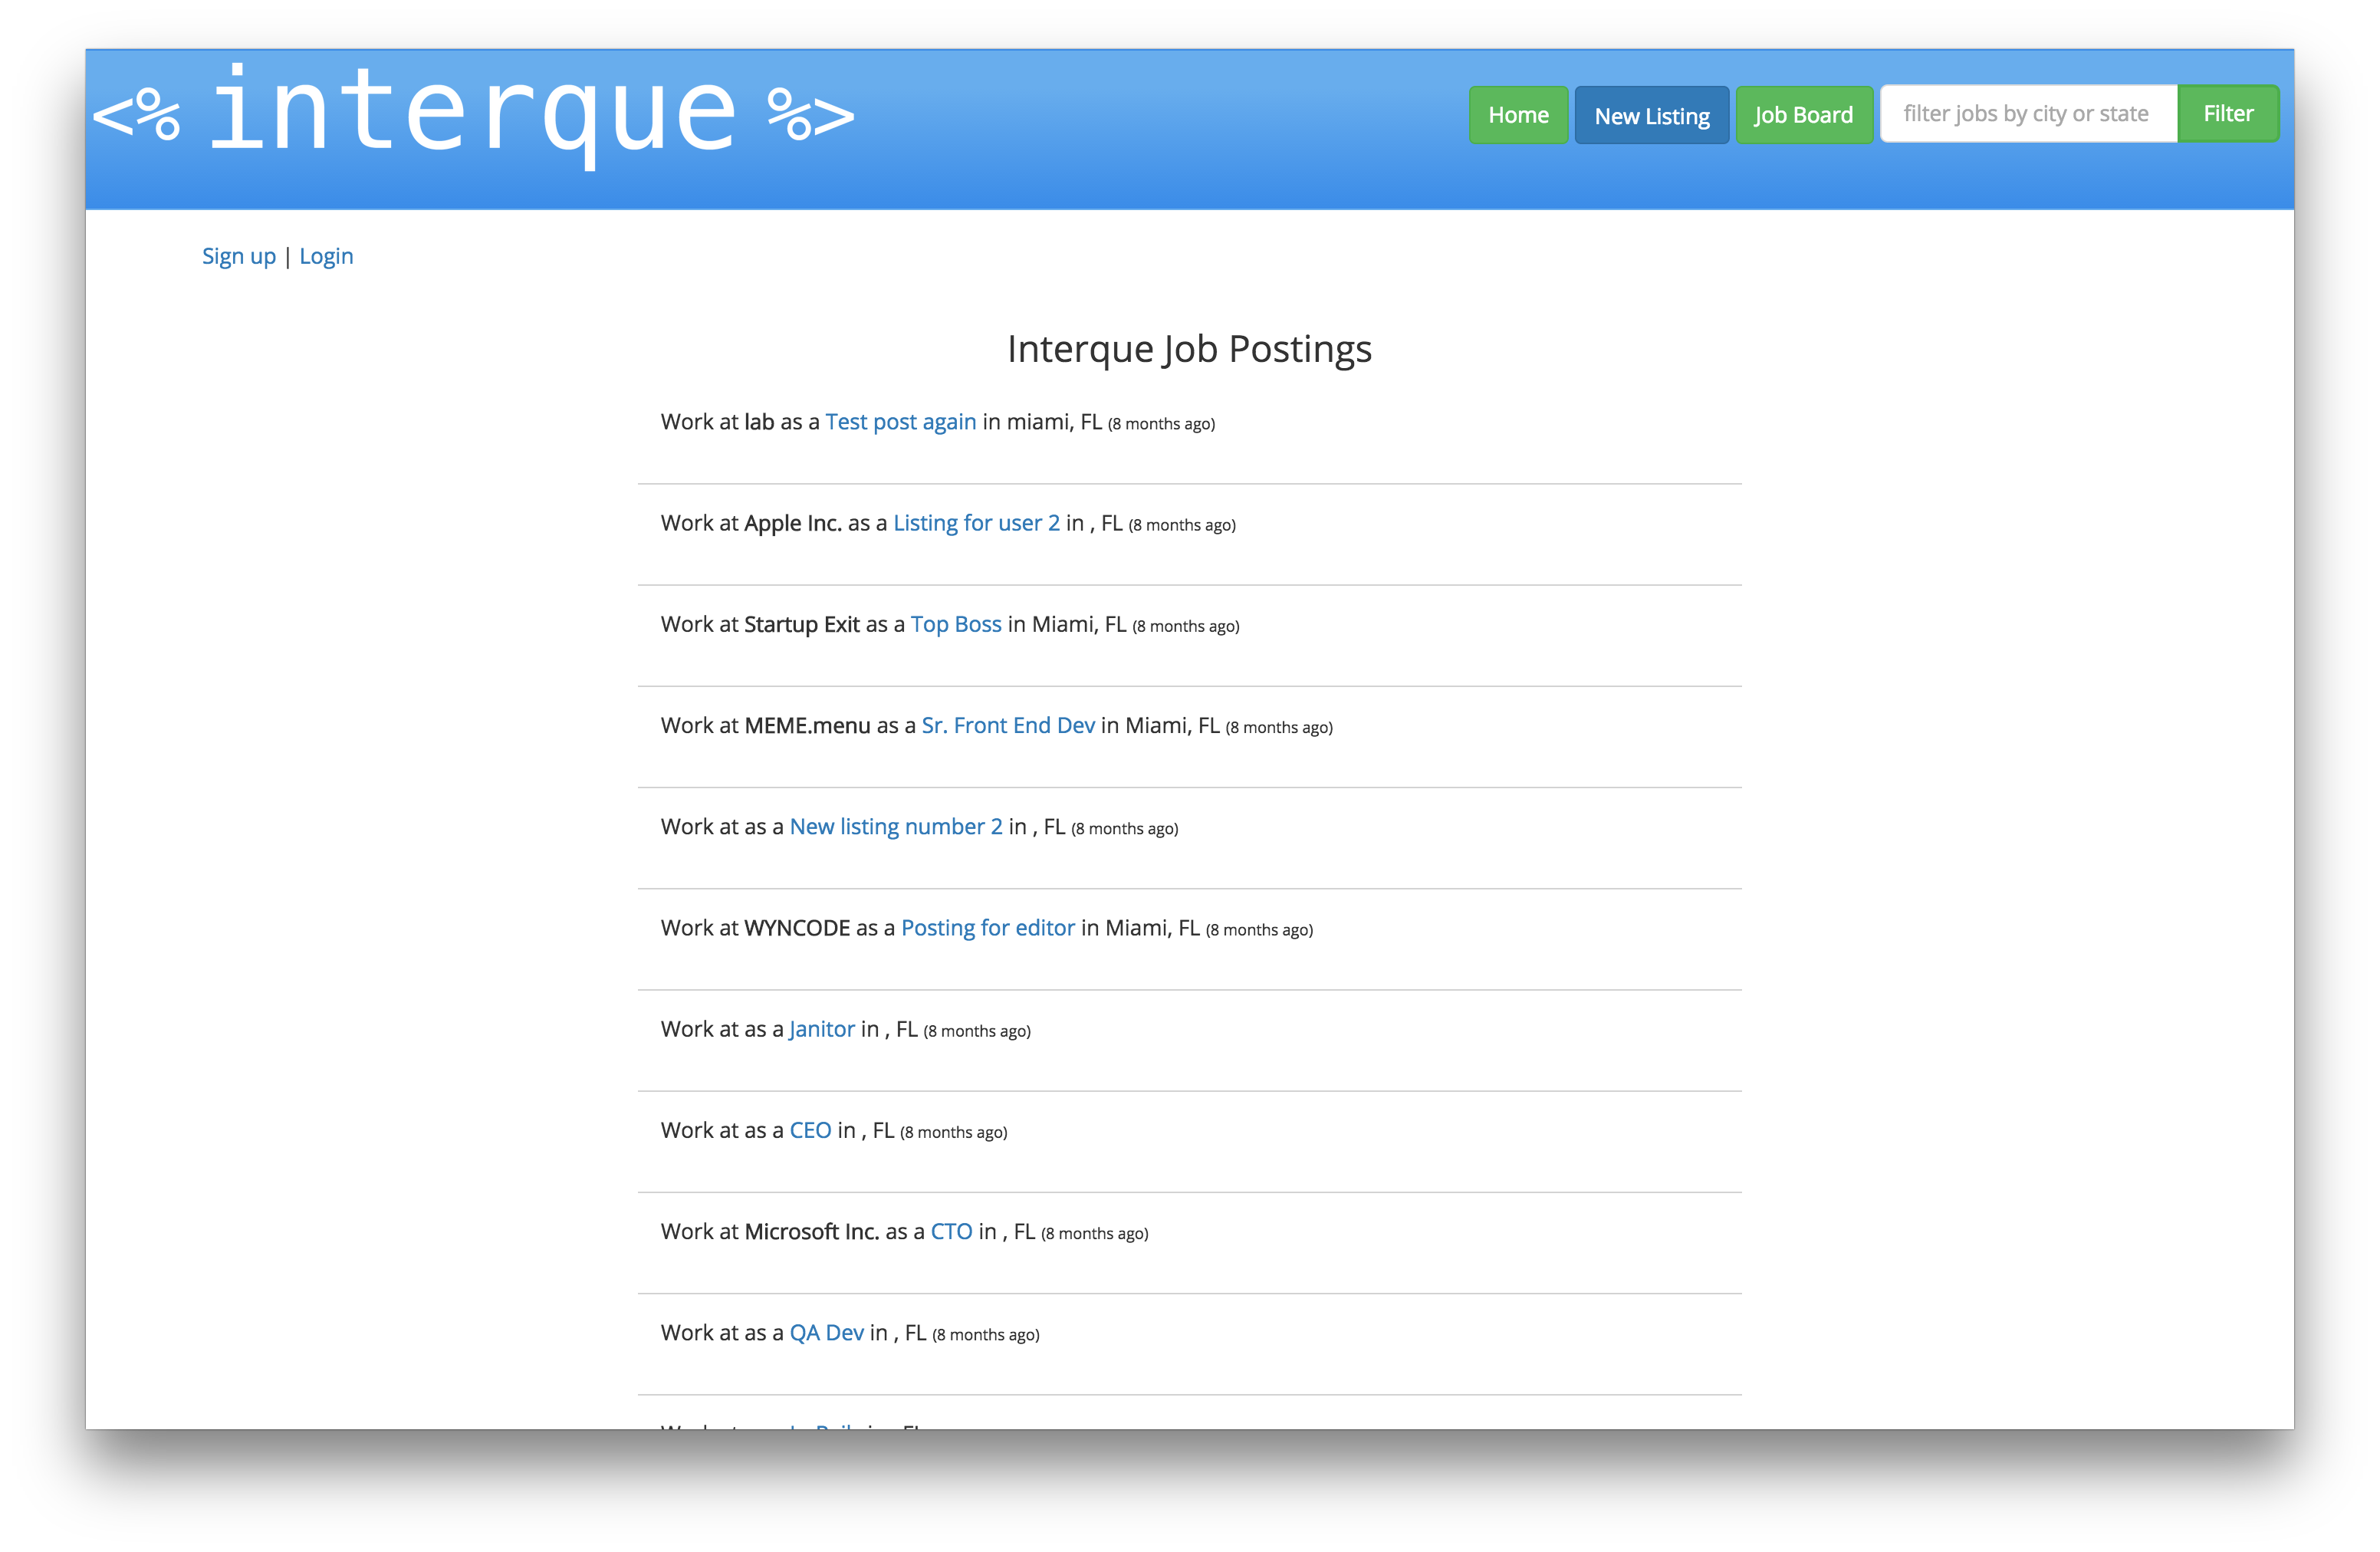 <% interque %>
Home New Listing Job Board filter jobs by city or state Filter
Sign up | Login
Interque Job Postings
Work at lab as a Test post again in miami, FL (8 months ago)
Work at Apple Inc. as a Listing for user 2 in , FL (8 months ago)
Work at Startup Exit as a Top Boss in Miami, FL (8 months ago)
Work at MEME.menu as a Sr. Front End Dev in Miami, FL (8 months ago)
Work at as a New listing number 2 in , FL (8 months ago)
Work at WYNCODE as a Posting for editor in Miami, FL (8 months ago)
Work at as a Janitor in , FL (8 months ago)
Work at as a CEO in , FL (8 months ago)
Work at Microsoft Inc. as a CTO in , FL (8 months ago)
Work at as a QA Dev in , FL (8 months ago)